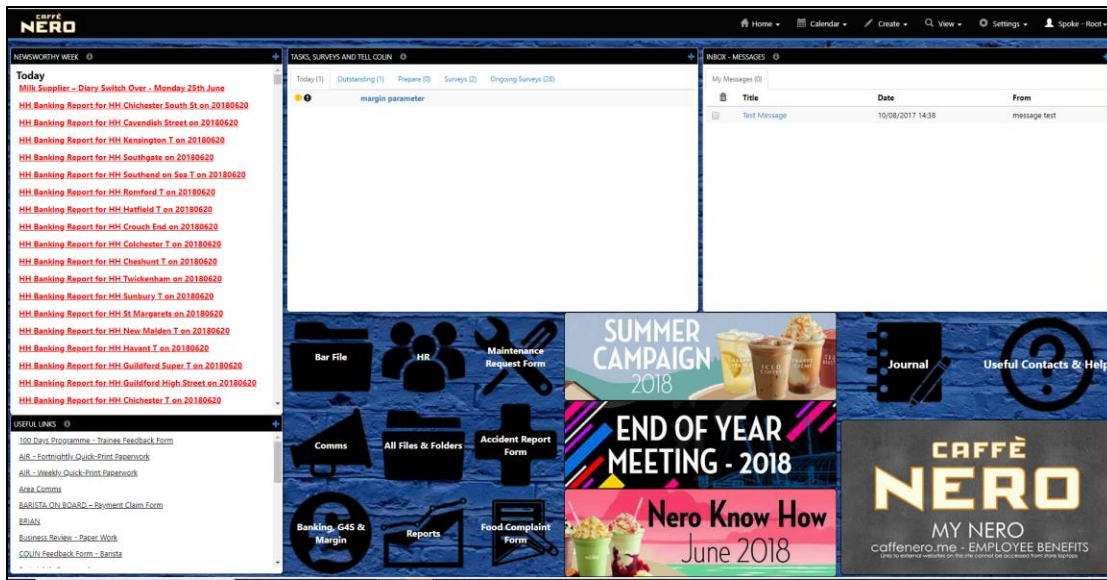 CAFFÈ
NERO
Home
Calendar
Create
View
Settings
Spoke - Root
NEWSWORTHY WEEK
Today
Milk Supplier – Diary Switch Over - Monday 25th June
HH Banking Report for HH Chichester South St on 20180620
HH Banking Report for HH Cavendish Street on 20180620
HH Banking Report for HH Kensington T on 20180620
HH Banking Report for HH Southgate on 20180620
HH Banking Report for HH Southend on Sea T on 20180620
HH Banking Report for HH Romford T on 20180620
HH Banking Report for HH Hatfield T on 20180620
HH Banking Report for HH Crouch End on 20180620
HH Banking Report for HH Colchester T on 20180620
HH Banking Report for HH Cheshunt T on 20180620
HH Banking Report for HH Twickenham on 20180620
HH Banking Report for HH Sunbury T on 20180620
HH Banking Report for HH St Margarets on 20180620
HH Banking Report for HH New Malden T on 20180620
HH Banking Report for HH Havant T on 20180620
HH Banking Report for HH Guildford Super T on 20180620
HH Banking Report for HH Guildford High Street on 20180620
HH Banking Report for HH Chichester T on 20180620
USEFUL LINKS
100 Days Programme - Trainee Feedback Form
AIR - Fortnightly Quick-Print Paperwork
AIR - Weekly Quick-Print Paperwork
Area Comms
BARISTA ON BOARD – Payment Claim Form
BRIAN
Business Review - Paper Work
COLIN Feedback Form - Barista
TASKS, SURVEYS AND TELL COLIN
Today (1) Outstanding (1) Prepare (0) Surveys (2) Ongoing Surveys (28)
margin parameter
INBOX - MESSAGES
My Messages (0)
Title Date From
Test Message 10/08/2017 14:38 message test
Bar File
HR
Maintenance
Request Form
Comms
All Files & Folders
Accident Report
Form
Banking, G4S &
Margin
Reports
Food Complaint
Form
SUMMER
CAMPAIGN
2018
END OF YEAR
MEETING - 2018
Nero Know How
June 2018
Journal
Useful Contacts & Help
CAFFÈ
NERO
MY NERO
caffenero.me - EMPLOYEE BENEFITS
Links to external websites on the site cannot be accessed from store laptops